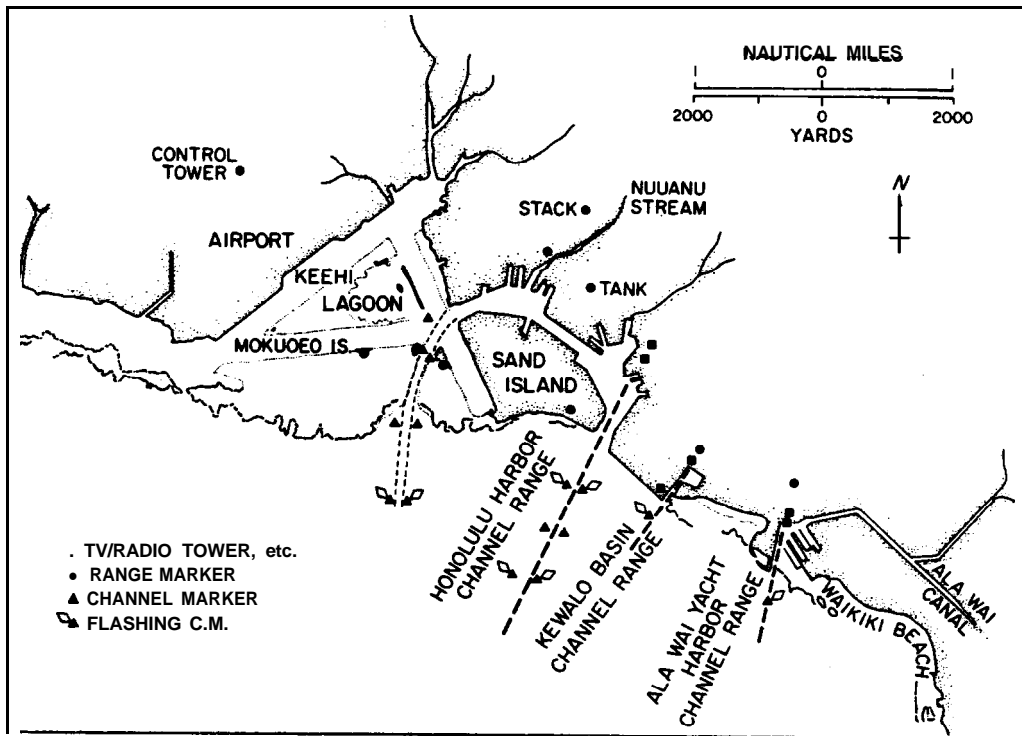 NAUTICAL MILES
1 0 1
2000 0 2000
YARDS
N
CONTROL
TOWER
STACK
NUUANU
STREAM
AIRPORT
KEEHI
LAGOON
TANK
MOKUOEO IS.
SAND
ISLAND
HONOLULU HARBOR
CHANNEL RANGE
KEWALO BASIN
CHANNEL RANGE
ALA WAI YACHT
HARBOR
CHANNEL RANGE
WAIKIKI BEACH
ALA WAI
CANAL
. TV/RADIO TOWER, etc.
● RANGE MARKER
▲ CHANNEL MARKER
FLASHING C.M.